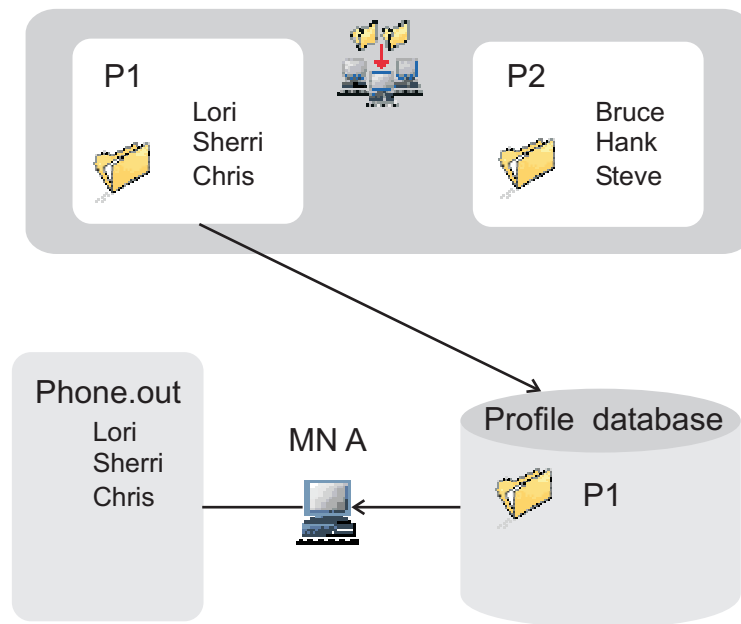 P1
Lori
Sherri
Chris
P2
Bruce
Hank
Steve
Phone.out
Lori
Sherri
Chris
MN A
Profile database
P1